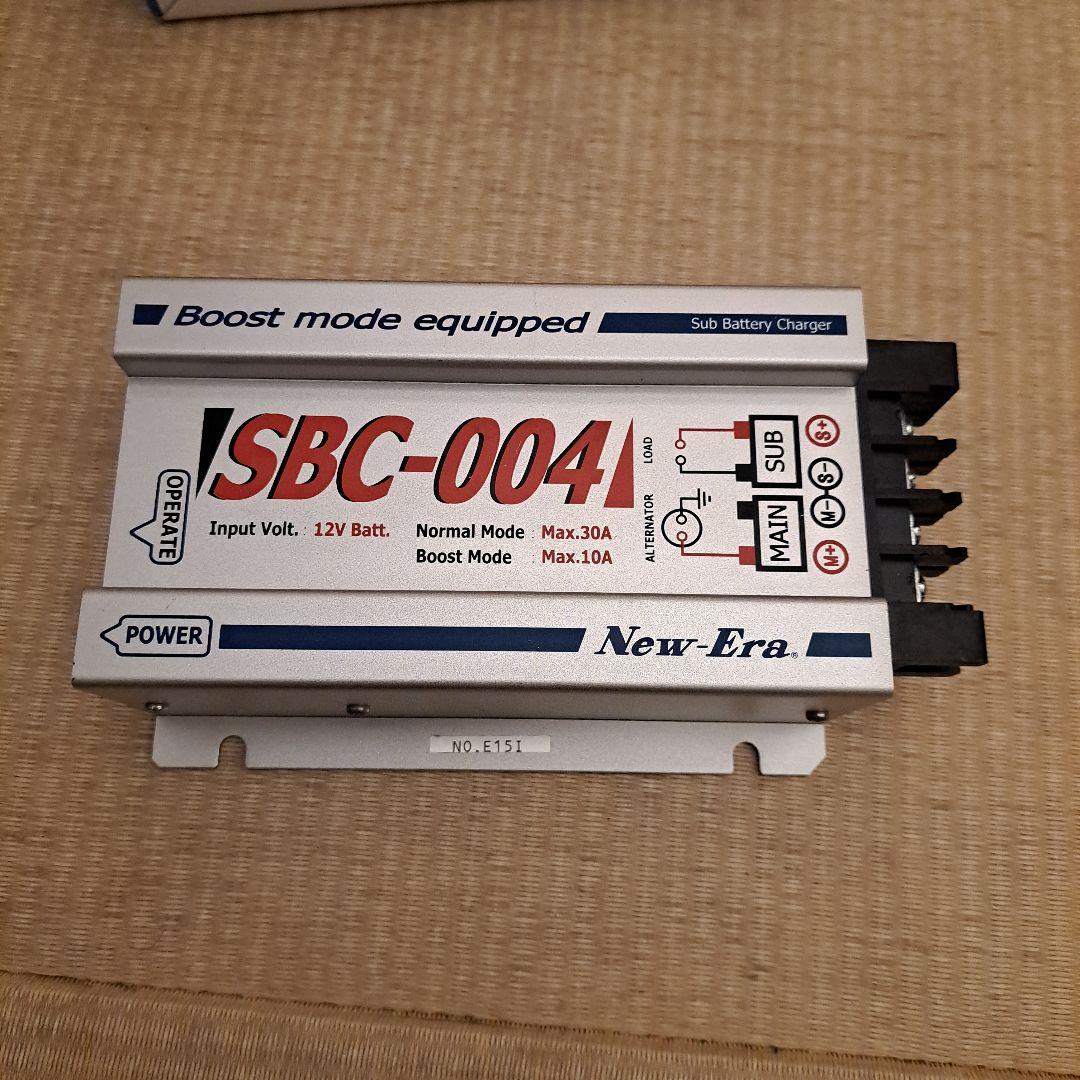 Boost mode equipped
Sub Battery Charger
SBC-004
OPERATE
Input Volt. : 12V Batt.
Normal Mode : Max.30A
Boost Mode : Max.10A
LOAD
ALTERNATOR
SUB
MAIN
S+
S-
M-
M+
POWER
New-Era®
NO.E15I